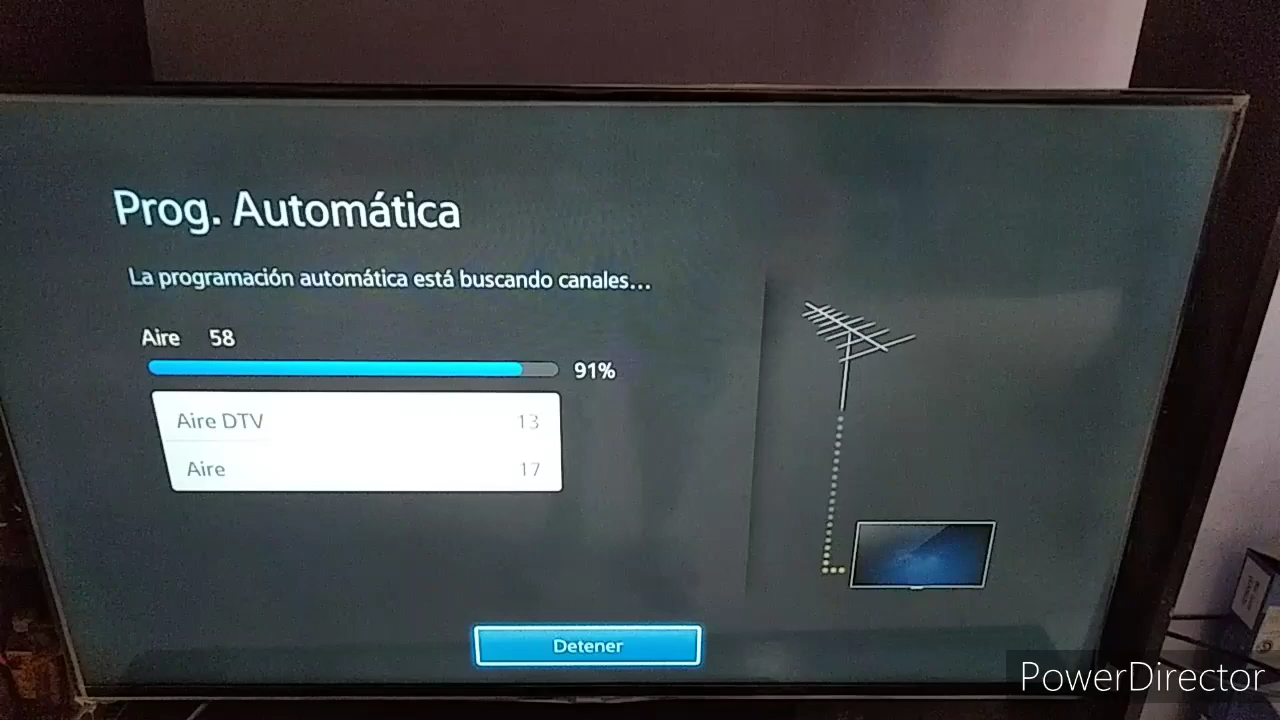 Prog. Automática
La programación automática está buscando canales...
Aire 58
91%
Aire DTV 13
Aire 17
Detener
PowerDirector